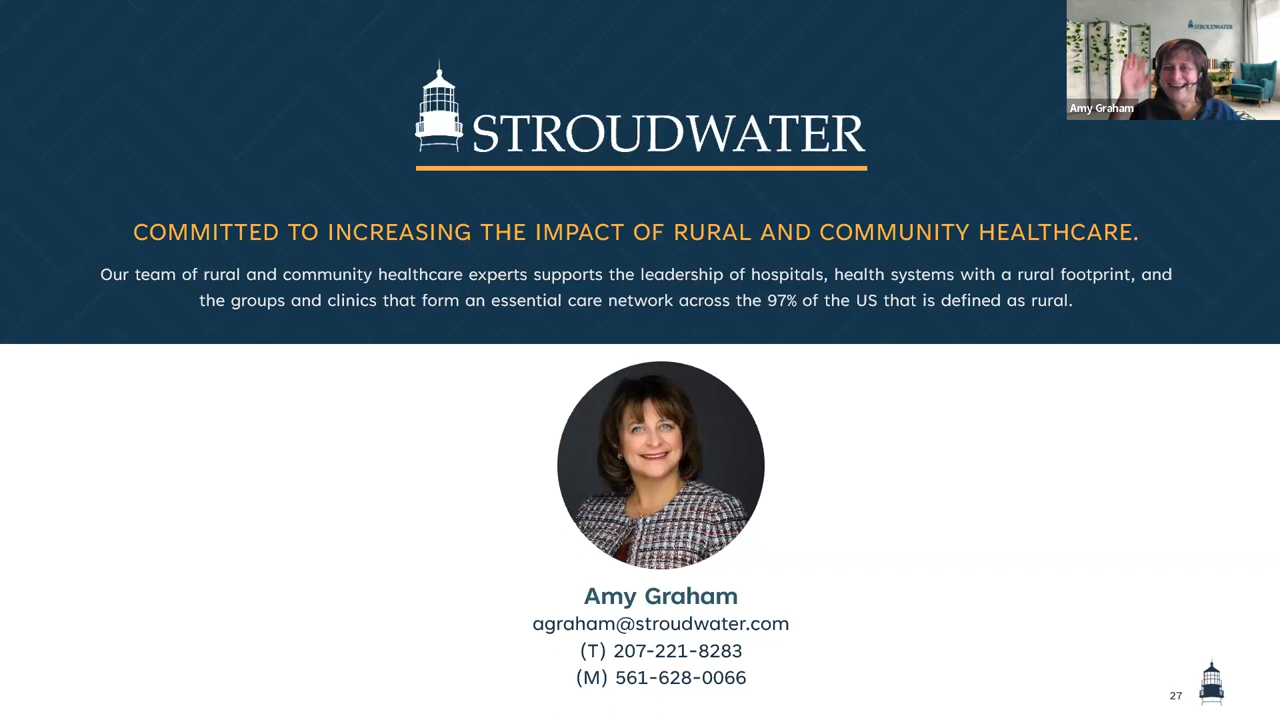 STROUDWATER
Amy Graham
STROUDWATER
COMMITTED TO INCREASING THE IMPACT OF RURAL AND COMMUNITY HEALTHCARE.
Our team of rural and community healthcare experts supports the leadership of hospitals, health systems with a rural footprint, and
the groups and clinics that form an essential care network across the 97% of the US that is defined as rural.
Amy Graham
agraham@stroudwater.com
(T) 207-221-8283
(M) 561-628-0066
27